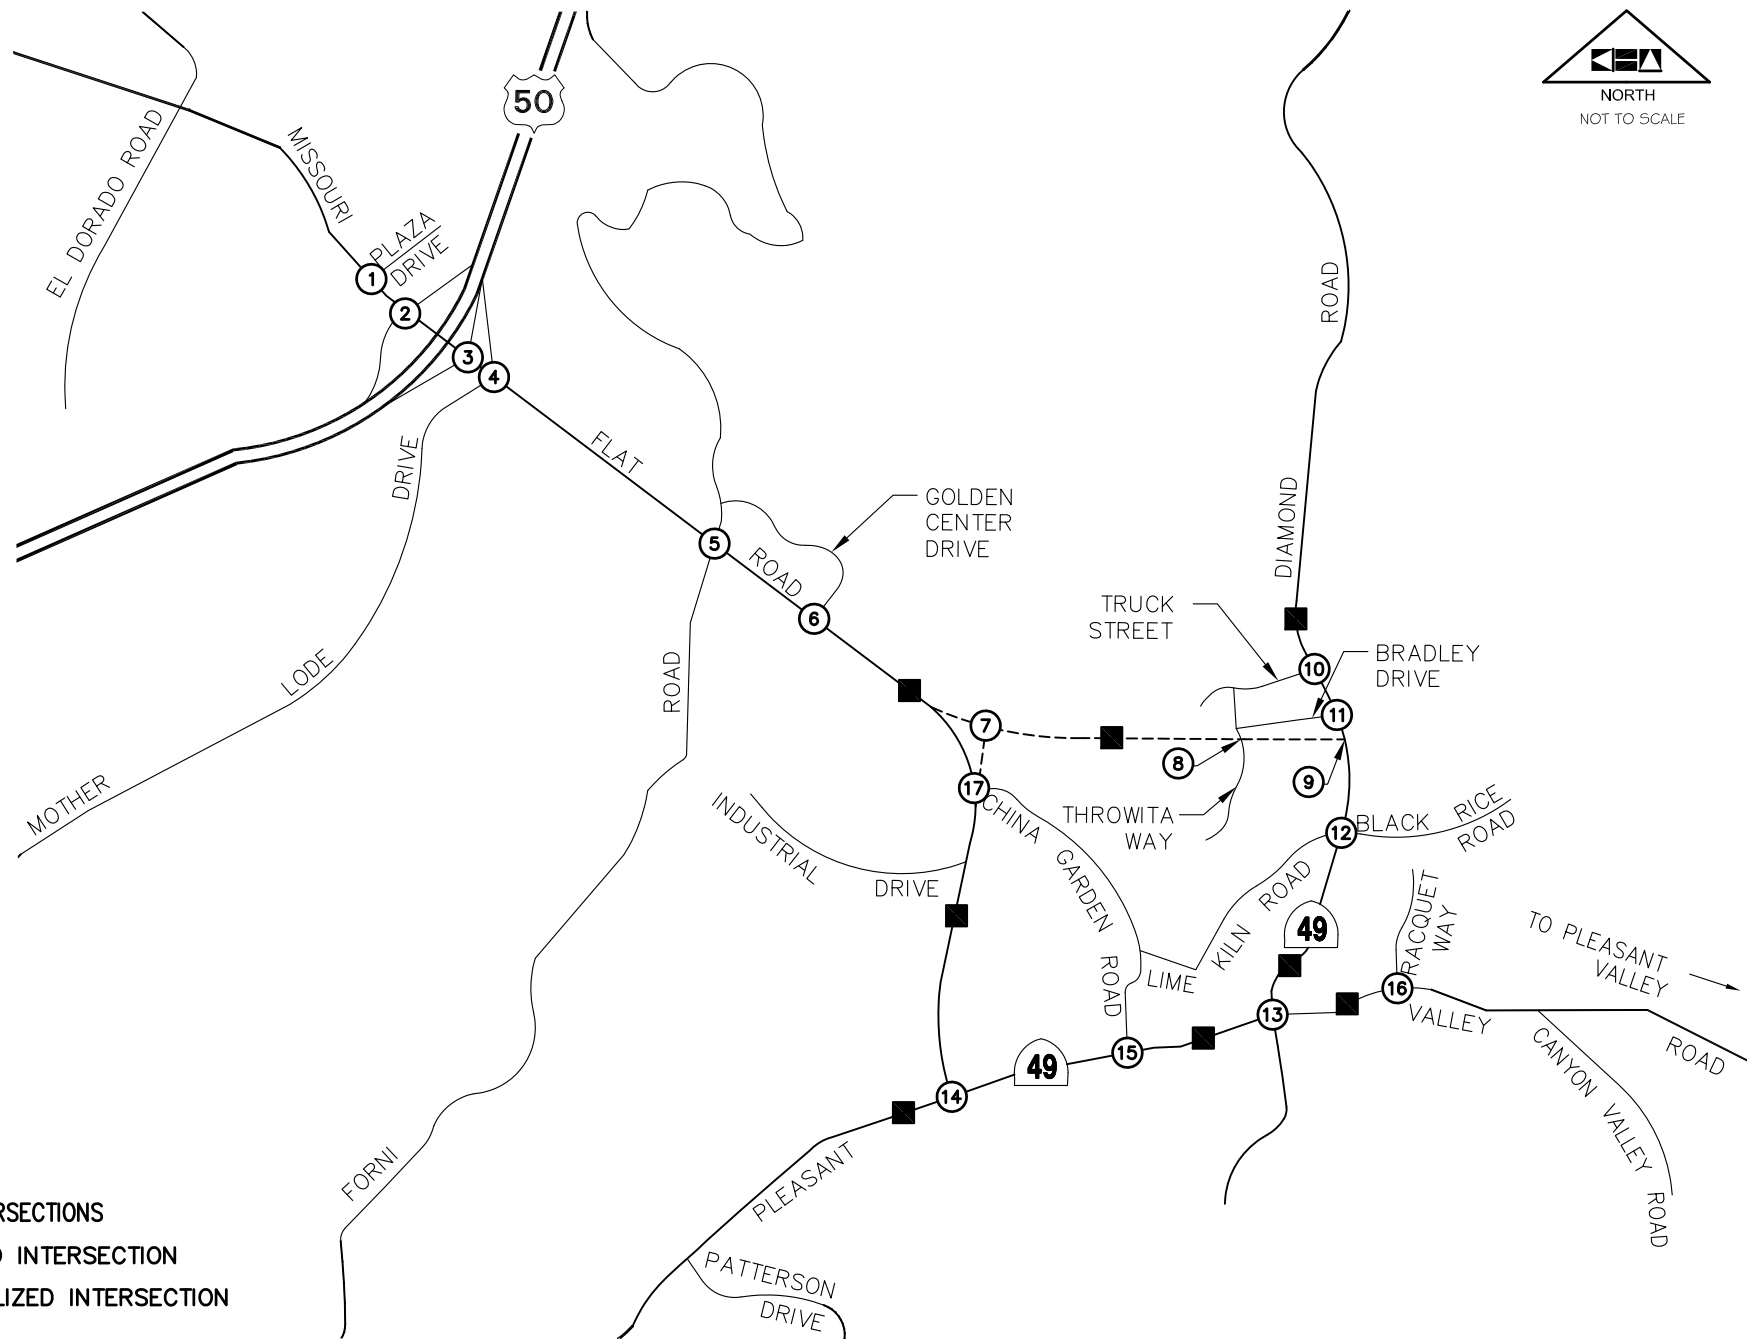 NORTH
NOT TO SCALE
50
EL DORADO ROAD
MISSOURI
PLAZA
DRIVE
1
2
3
4
FLAT
ROAD
DRIVE
LODE
MOTHER
5
6
GOLDEN
CENTER
DRIVE
ROAD
DIAMOND
TRUCK
STREET
BRADLEY
DRIVE
10
11
7
8
9
17
THROWITA
WAY
12
BLACK RICE
ROAD
ROAD
FORNI
INDUSTRIAL
DRIVE
CHINA GARDEN ROAD
LIME KILN ROAD
49
RACQUET
WAY
TO PLEASANT
VALLEY
16
13
15
49
14
PLEASANT
VALLEY
ROAD
CANYON VALLEY ROAD
PATTERSON
DRIVE
RSECTIONS
INTERSECTION
LIZED INTERSECTION